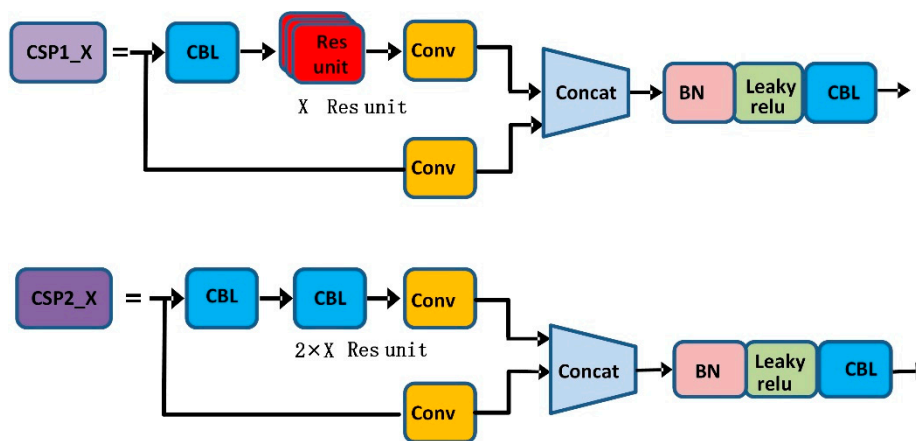 CSP1_X = CBL Res unit Conv
X Res unit
Conv
Concat BN Leaky relu CBL
CSP2_X = CBL CBL Conv
2×X Res unit
Conv
Concat BN Leaky relu CBL